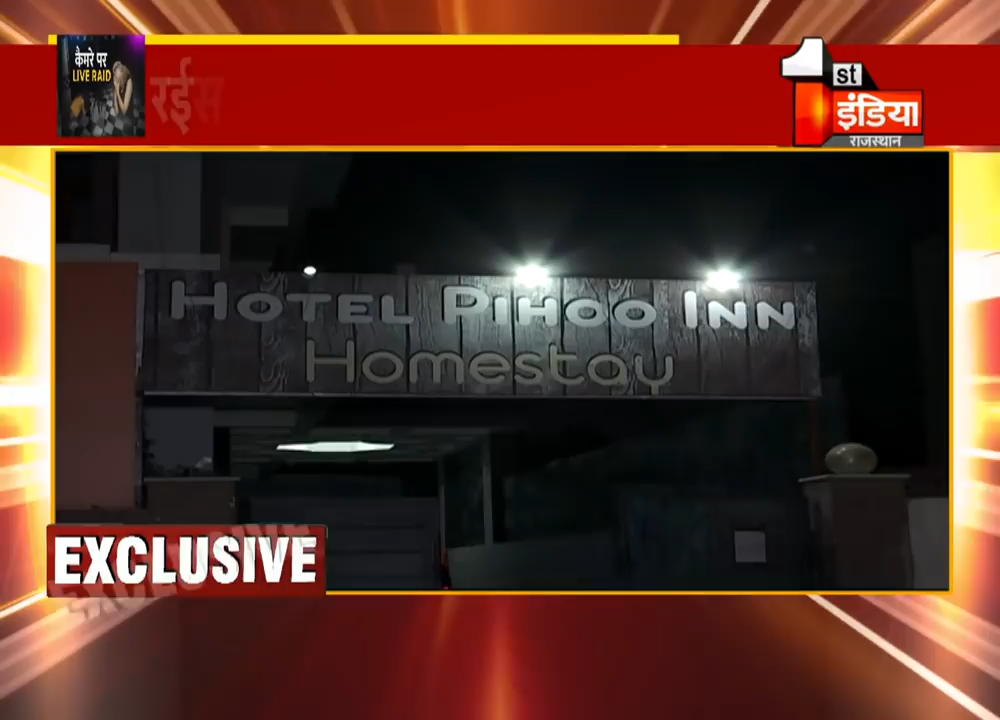 कैमरे पर
LIVE RAID
रईस
1st
इंडिया
राजस्थान
HOTEL PIHOO INN
Homestay
EXCLUSIVE